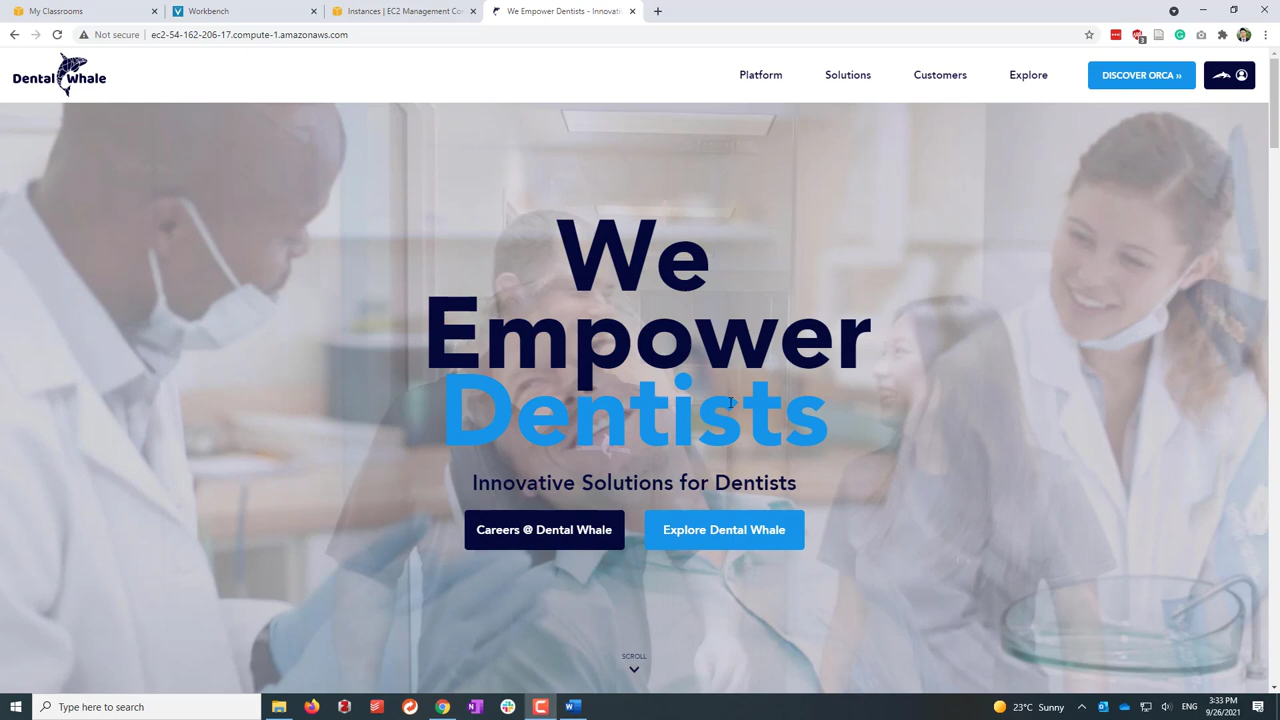 My Classrooms
Workbench
Instances | EC2 Management Con
We Empower Dentists – Innovati
Not secure
ec2-54-162-206-17.compute-1.amazonaws.com
3
Dental Whale
Platform
Solutions
Customers
Explore
DISCOVER ORCA »
We
Empower
Dentists
Innovative Solutions for Dentists
Careers @ Dental Whale
Explore Dental Whale
SCROLL
Type here to search
23°C Sunny
ENG
3:33 PM
9/26/2021